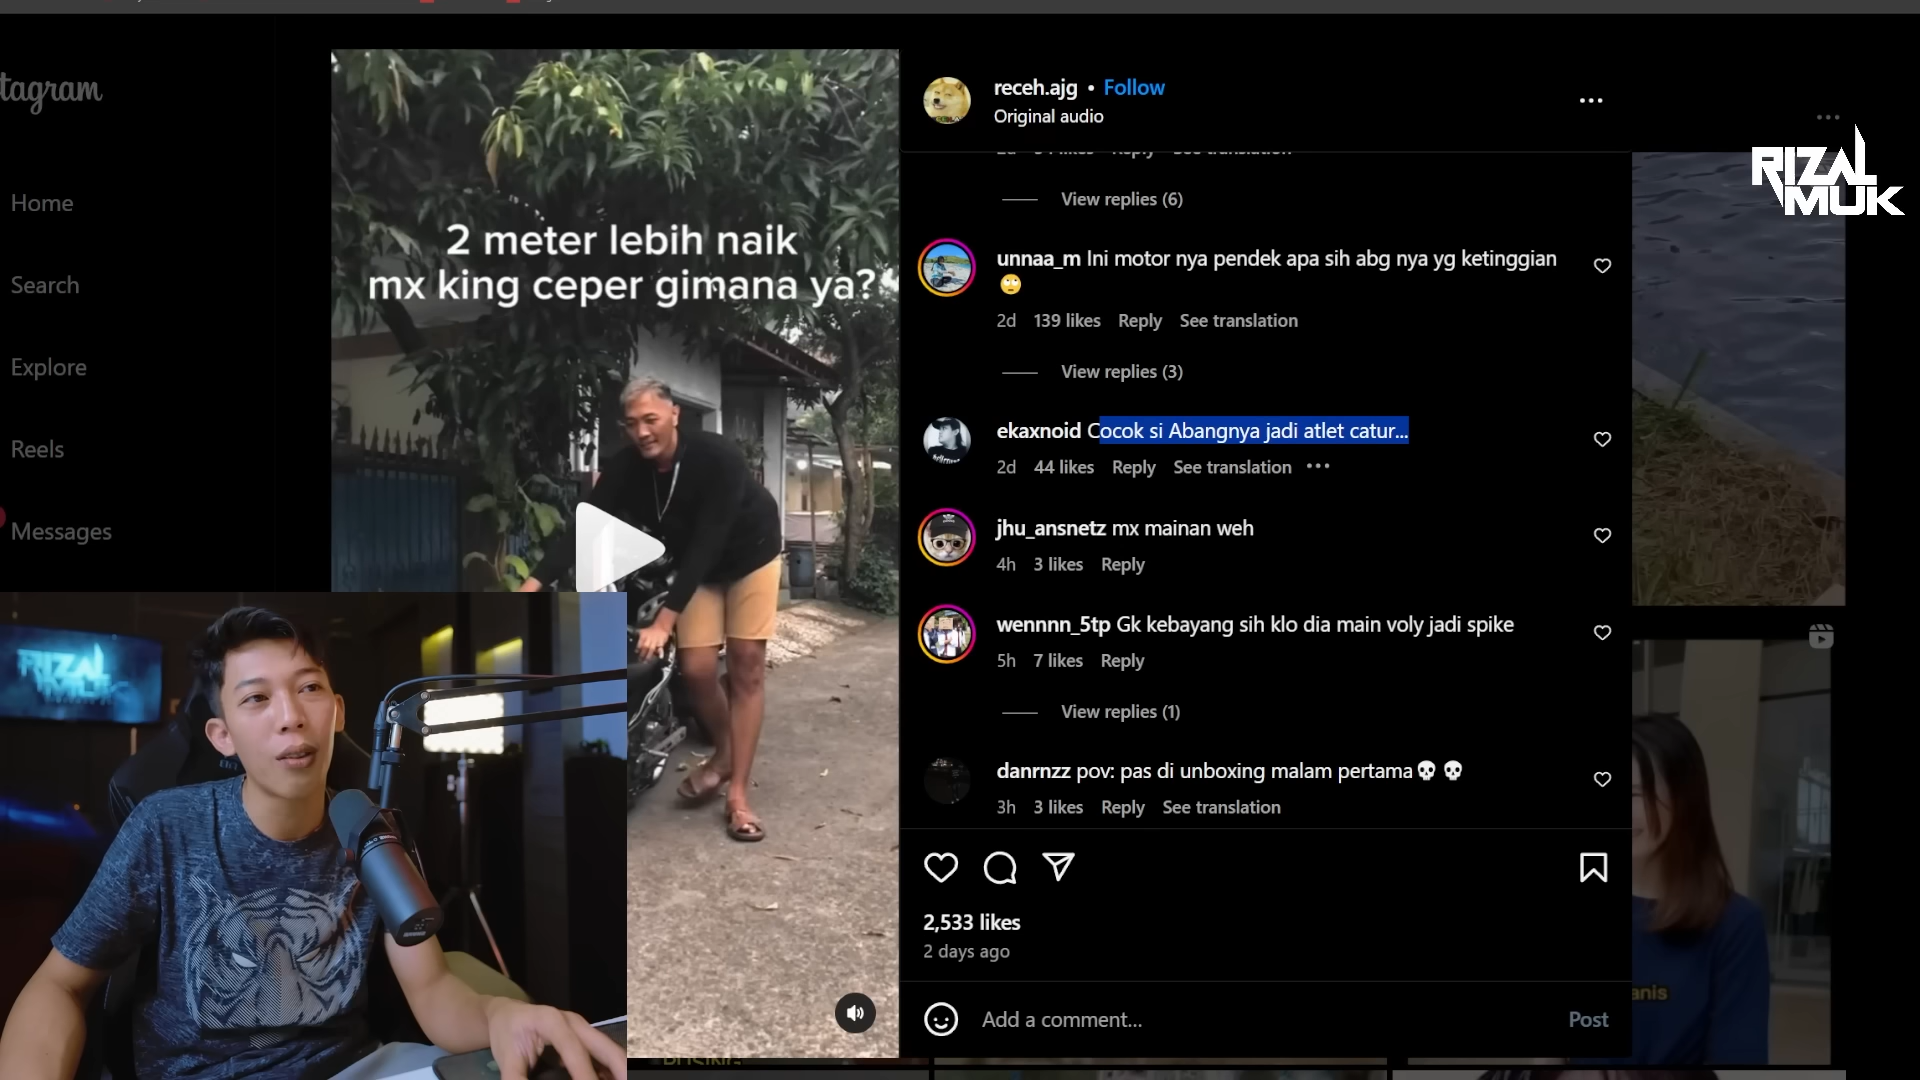 tagram
Home
Search
Explore
Reels
Messages
2 meter lebih naik
mx king ceper gimana ya?
receh.ajg • Follow
Original audio
View replies (6)
unnaa_m Ini motor nya pendek apa sih abg nya yg ketinggian
🙄
2d 139 likes Reply See translation
View replies (3)
ekaxnoid Cocok si Abangnya jadi atlet catur...
2d 44 likes Reply See translation
jhu_ansnetz mx mainan weh
4h 3 likes Reply
wennnn_5tp Gk kebayang sih klo dia main voly jadi spike
5h 7 likes Reply
View replies (1)
danrnzz pov: pas di unboxing malam pertama💀💀
3h 3 likes Reply See translation
2,533 likes
2 days ago
Add a comment...
Post
RIZAL
MUK
RIZAL
MUK
anis